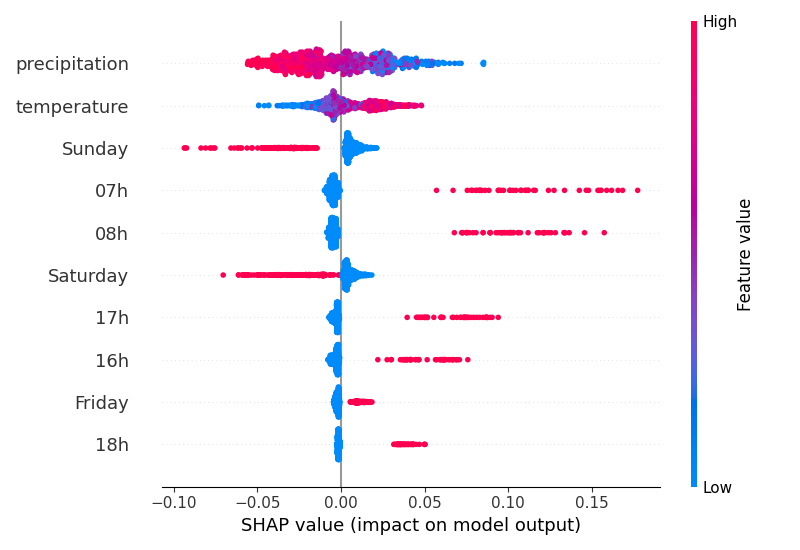 High
precipitation
temperature
Sunday
07h
08h
Saturday
17h
16h
Friday
18h
Feature value
Low
−0.10 −0.05 0.00 0.05 0.10 0.15
SHAP value (impact on model output)